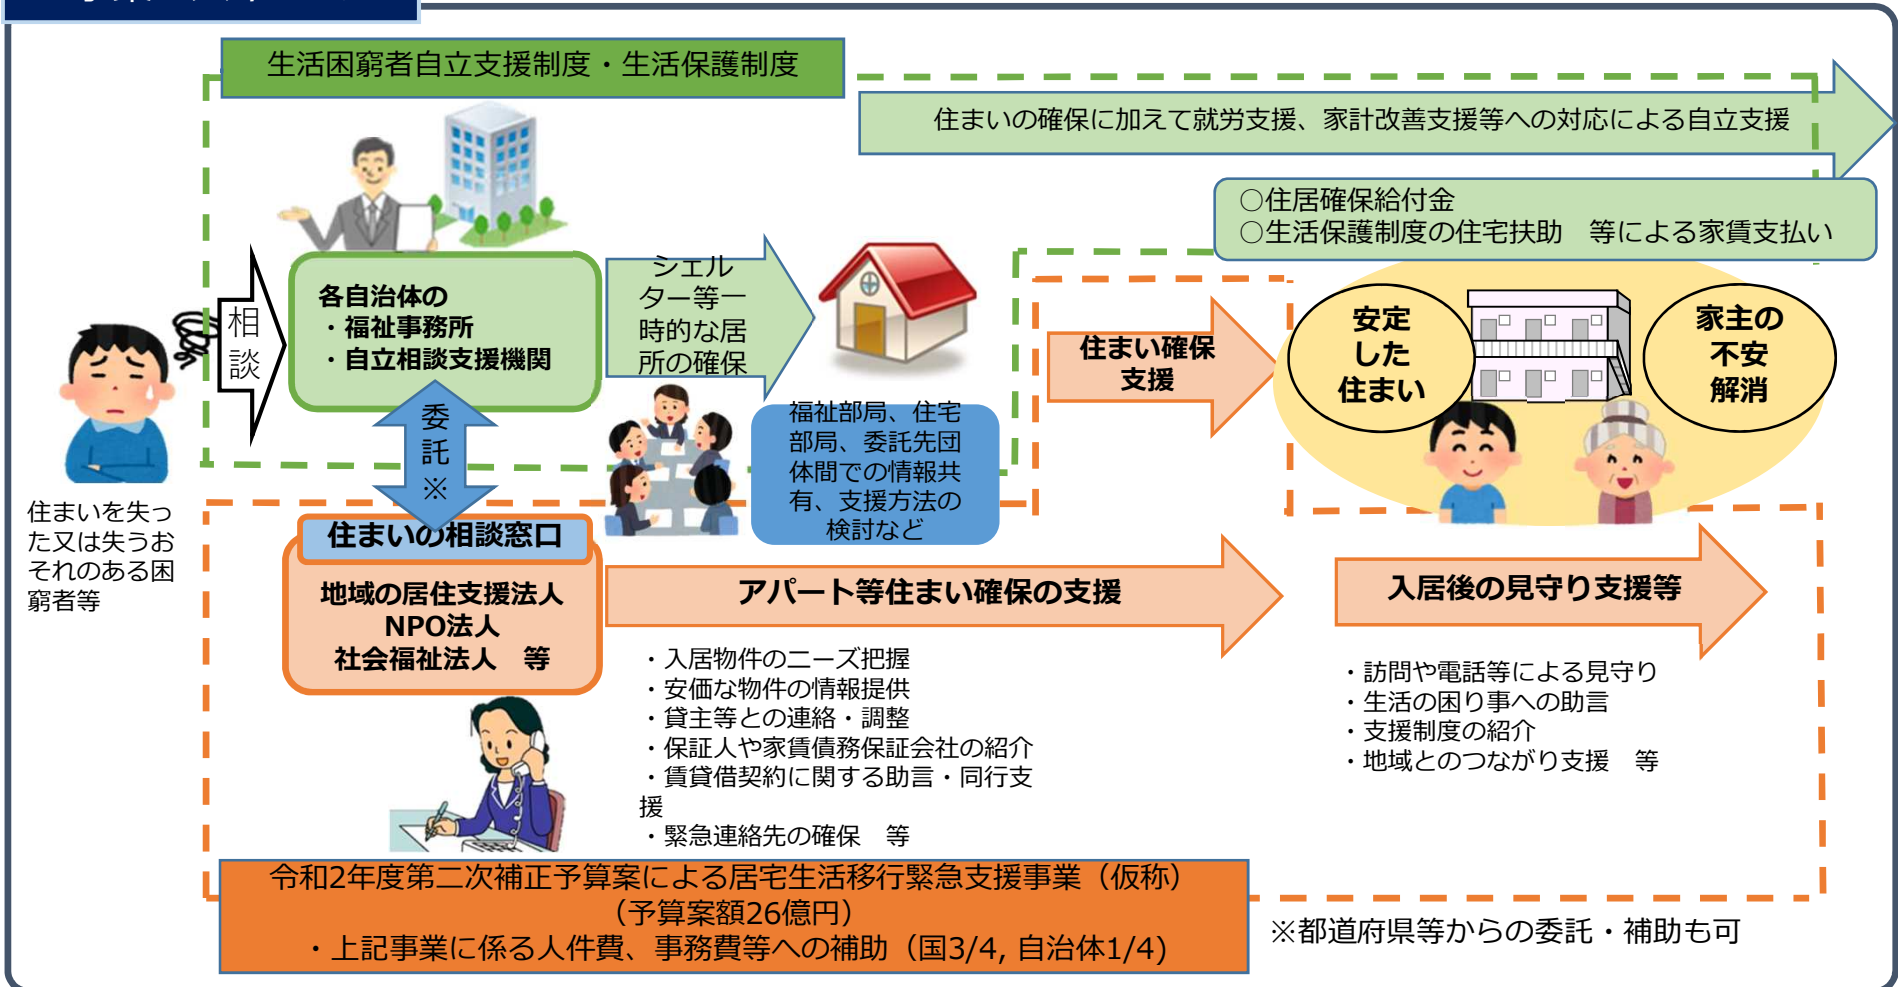 生活困窮者自立支援制度・生活保護制度
住まいの確保に加えて就労支援、家計改善支援等への対応による自立支援
○住居確保給付金
○生活保護制度の住宅扶助　等による家賃支払い
相
談
各自治体の
・福祉事務所
・自立相談支援機関
シェル
ター等一
時的な居
所の確保
住まい確保
支援
安定
した
住まい
家主の
不安
解消
委
託
※
福祉部局、住宅
部局、委託先団
体間での情報共
有、支援方法の
検討など
住まいを失っ
た又は失うお
それのある困
窮者等
住まいの相談窓口
地域の居住支援法人
NPO法人
社会福祉法人　等
アパート等住まい確保の支援
・入居物件のニーズ把握
・安価な物件の情報提供
・貸主等との連絡・調整
・保証人や家賃債務保証会社の紹介
・賃貸借契約に関する助言・同行支
援
・緊急連絡先の確保　等
入居後の見守り支援等
・訪問や電話等による見守り
・生活の困り事への助言
・支援制度の紹介
・地域とのつながり支援　等
令和2年度第二次補正予算案による居宅生活移行緊急支援事業（仮称）
（予算案額26億円）
・上記事業に係る人件費、事務費等への補助（国3/4, 自治体1/4)
※都道府県等からの委託・補助も可